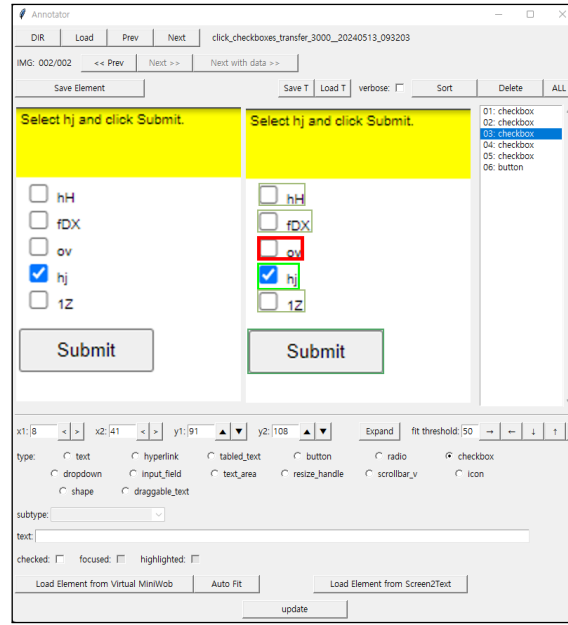 Annotator
DIR Load Prev Next click_checkboxes_transfer_3000__20240513_093203
IMG: 002/002 << Prev Next >> Next with data >>
Save Element Save T Load T verbose: Sort Delete ALL
Select hj and click Submit.
hH
fDX
ov
hj
1Z
Submit
Select hj and click Submit.
hH
fDX
ov
hj
1Z
Submit
01: checkbox
02: checkbox
03: checkbox
04: checkbox
05: checkbox
06: button
x1: 8 < > x2: 41 < > y1: 91 ▲ ▼ y2: 108 ▲ ▼ Expand fit threshold: 50 → ← ↓ ↑
type: text hyperlink tabled_text button radio checkbox
dropdown input_field text_area resize_handle scrollbar_v icon
shape draggable_text
subtype:
text:
checked: focused: highlighted:
Load Element from Virtual MiniWob Auto Fit Load Element from Screen2Text
update